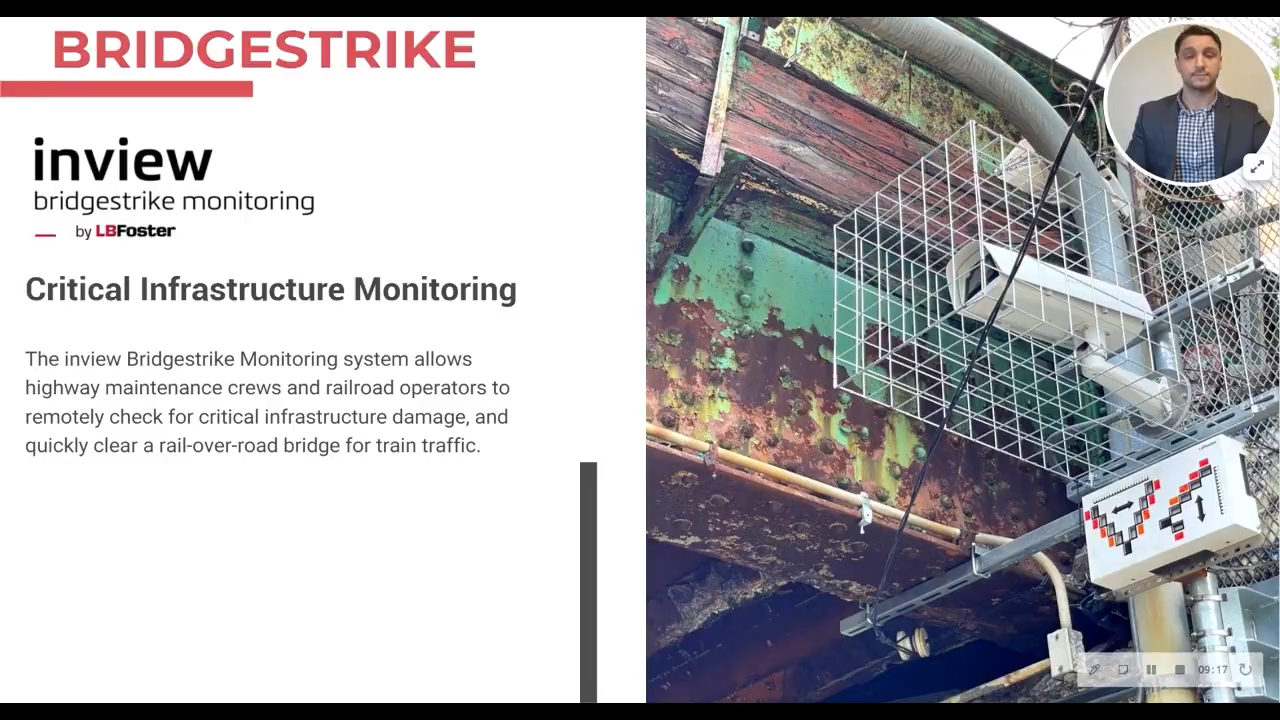 BRIDGESTRIKE
inview
bridgestrike monitoring
by LBFoster
Critical Infrastructure Monitoring
The inview Bridgestrike Monitoring system allows
highway maintenance crews and railroad operators to
remotely check for critical infrastructure damage, and
quickly clear a rail-over-road bridge for train traffic.
09:17